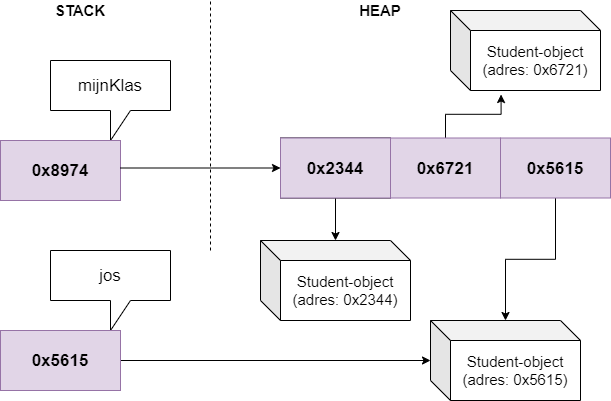 STACK
HEAP
Student-object
(adres: 0x6721)
mijnKlas
0x8974
0x2344
0x6721
0x5615
jos
Student-object
(adres: 0x2344)
0x5615
Student-object
(adres: 0x5615)